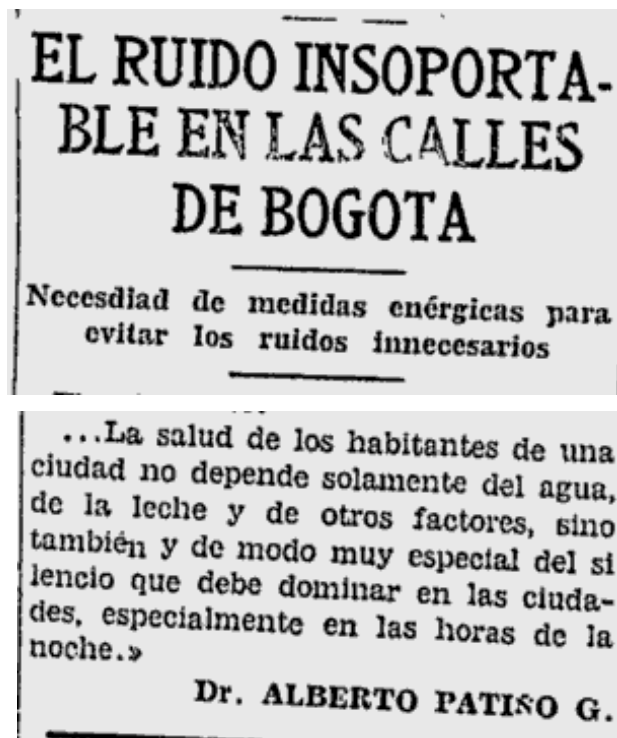 EL RUIDO INSOPORTA-
BLE EN LAS CALLES
DE BOGOTA
Necesdiad de medidas enérgicas para
evitar los ruidos innecesarios
...La salud de los habitantes de una
ciudad no depende solamente del agua,
de la leche y de otros factores, sino
también y de modo muy especial del si
lencio que debe dominar en las ciuda-
des, especialmente en las horas de la
noche.»
Dr. ALBERTO PATIÑO G.